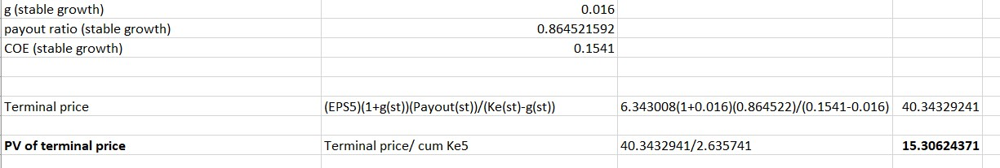 g (stable growth) 0.016
payout ratio (stable growth) 0.864521592
COE (stable growth) 0.1541
Terminal price (EPS5)(1+g(st))(Payout(st))/(Ke(st)-g(st)) 6.343008(1+0.016)(0.864522)/(0.1541-0.016) 40.34329241
PV of terminal price Terminal price/ cum Ke5 40.3432941/2.635741 15.30624371